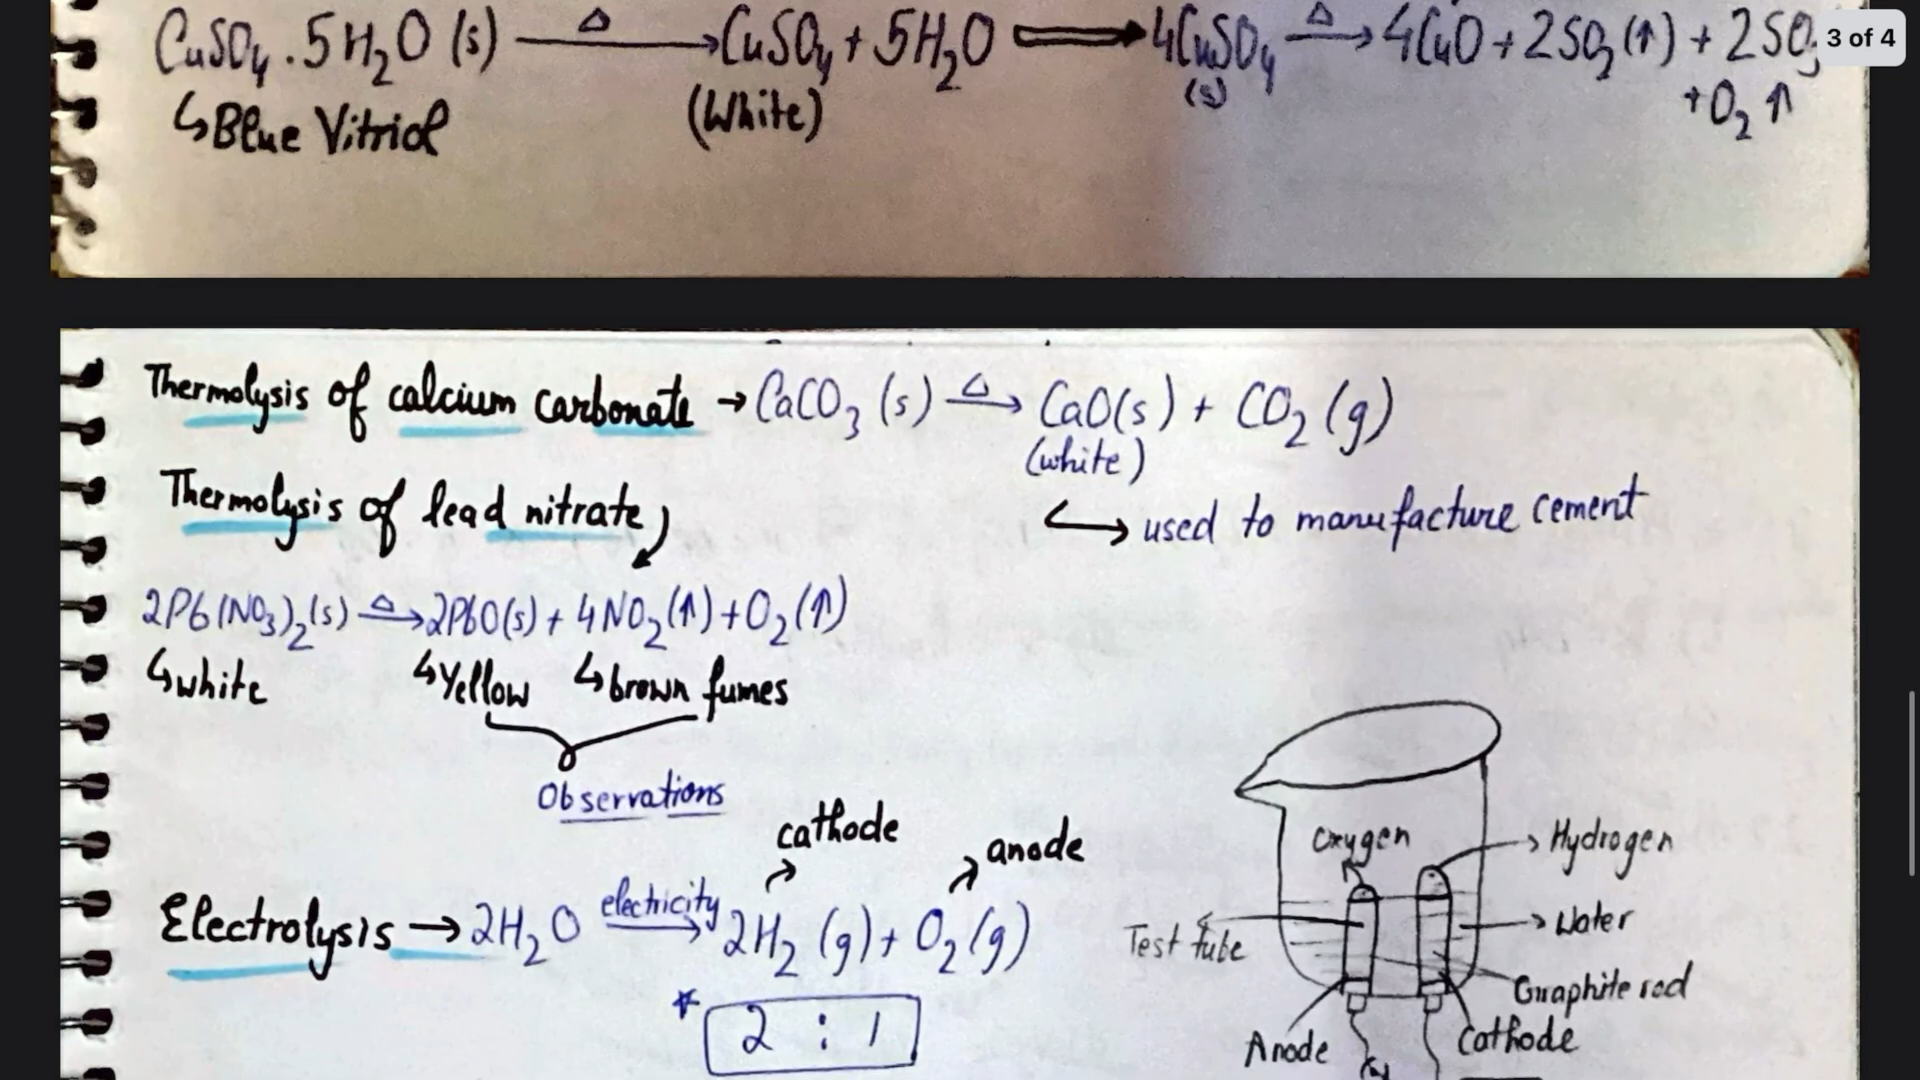 CuSO₄.5H₂O (s) —Δ→ CuSO₄ + 5H₂O ⟹ 4CuSO₄ —Δ→ 4CuO + 2SO₂(↑) + 2SO₃
3 of 4
↳Blue Vitriol (White) (s) +O₂ ↑
Thermolysis of calcium carbonate → CaCO₃ (s) —Δ→ CaO(s) + CO₂ (g)
(white)
Thermolysis of lead nitrate
↪ used to manufacture cement
2Pb(NO₃)₂(s) —Δ→ 2PbO(s) + 4NO₂(↑) + O₂(↑)
↳white ↳Yellow ↳brown fumes
Observations
cathode anode
Electrolysis → 2H₂O —electricity→ 2H₂ (g) + O₂ (g)
* 2 : 1
Oxygen → Hydrogen
Test tube → Water
Graphite rod
Anode Cathode